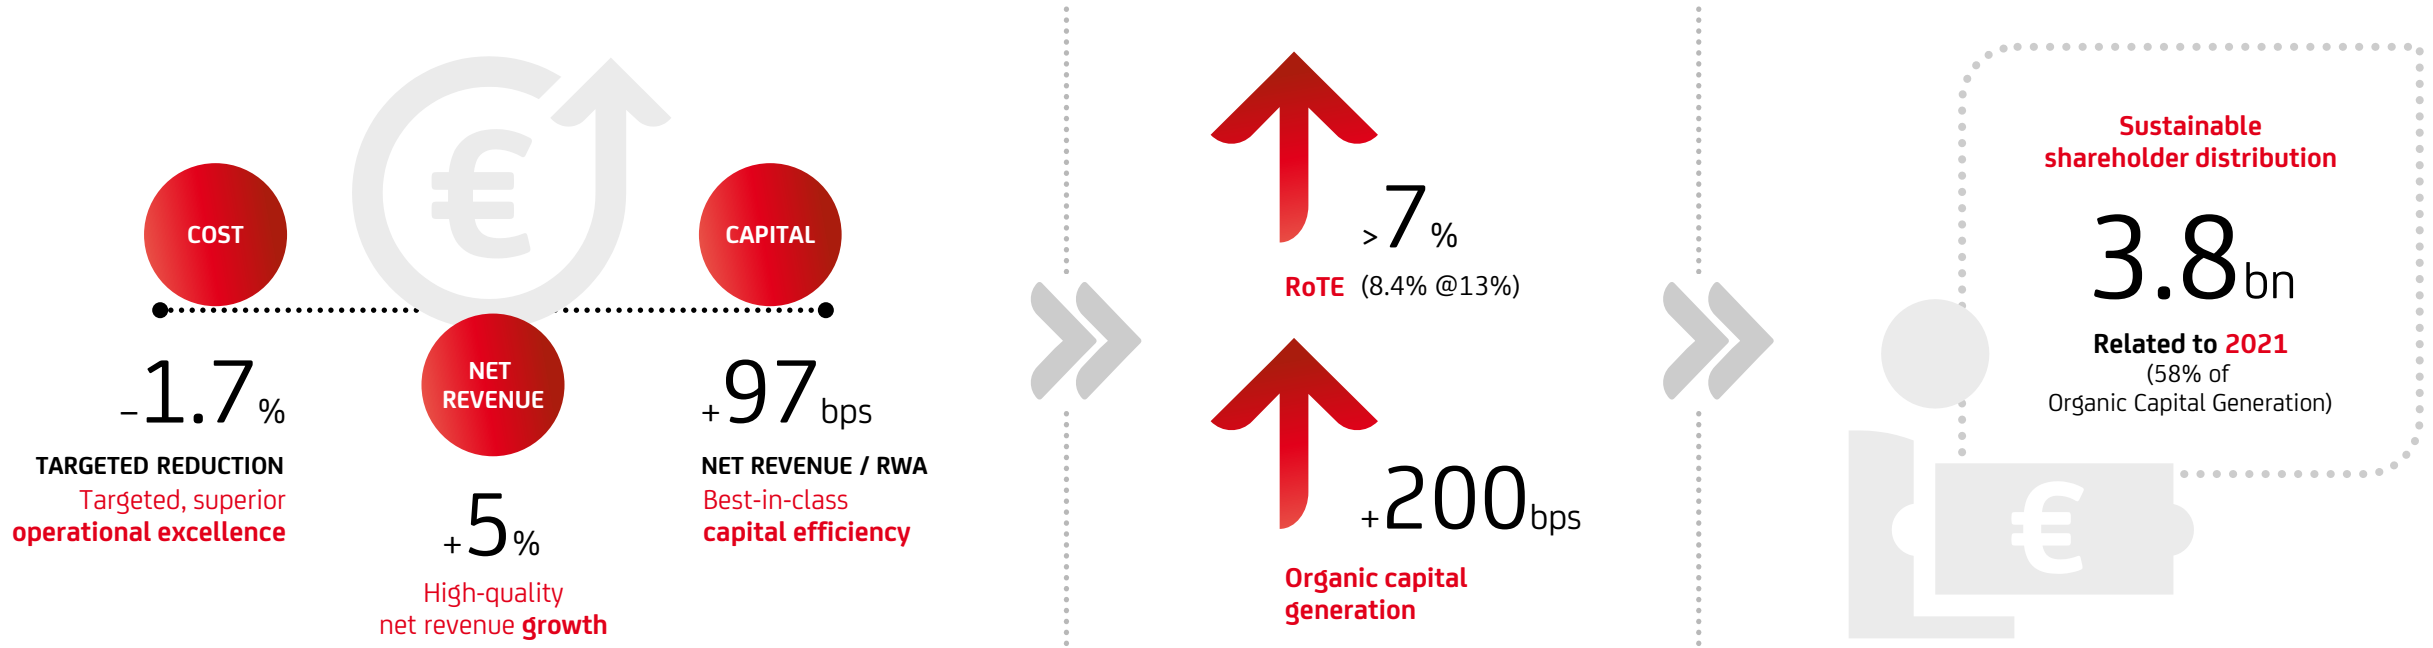 COST
–1.7%
TARGETED REDUCTION
Targeted, superior
operational excellence
€
NET
REVENUE
+5%
High-quality
net revenue growth
CAPITAL
+97bps
NET REVENUE / RWA
Best-in-class
capital efficiency
>7%
RoTE (8.4% @13%)
+200bps
Organic capital
generation
Sustainable
shareholder distribution
3.8bn
Related to 2021
(58% of
Organic Capital Generation)
€